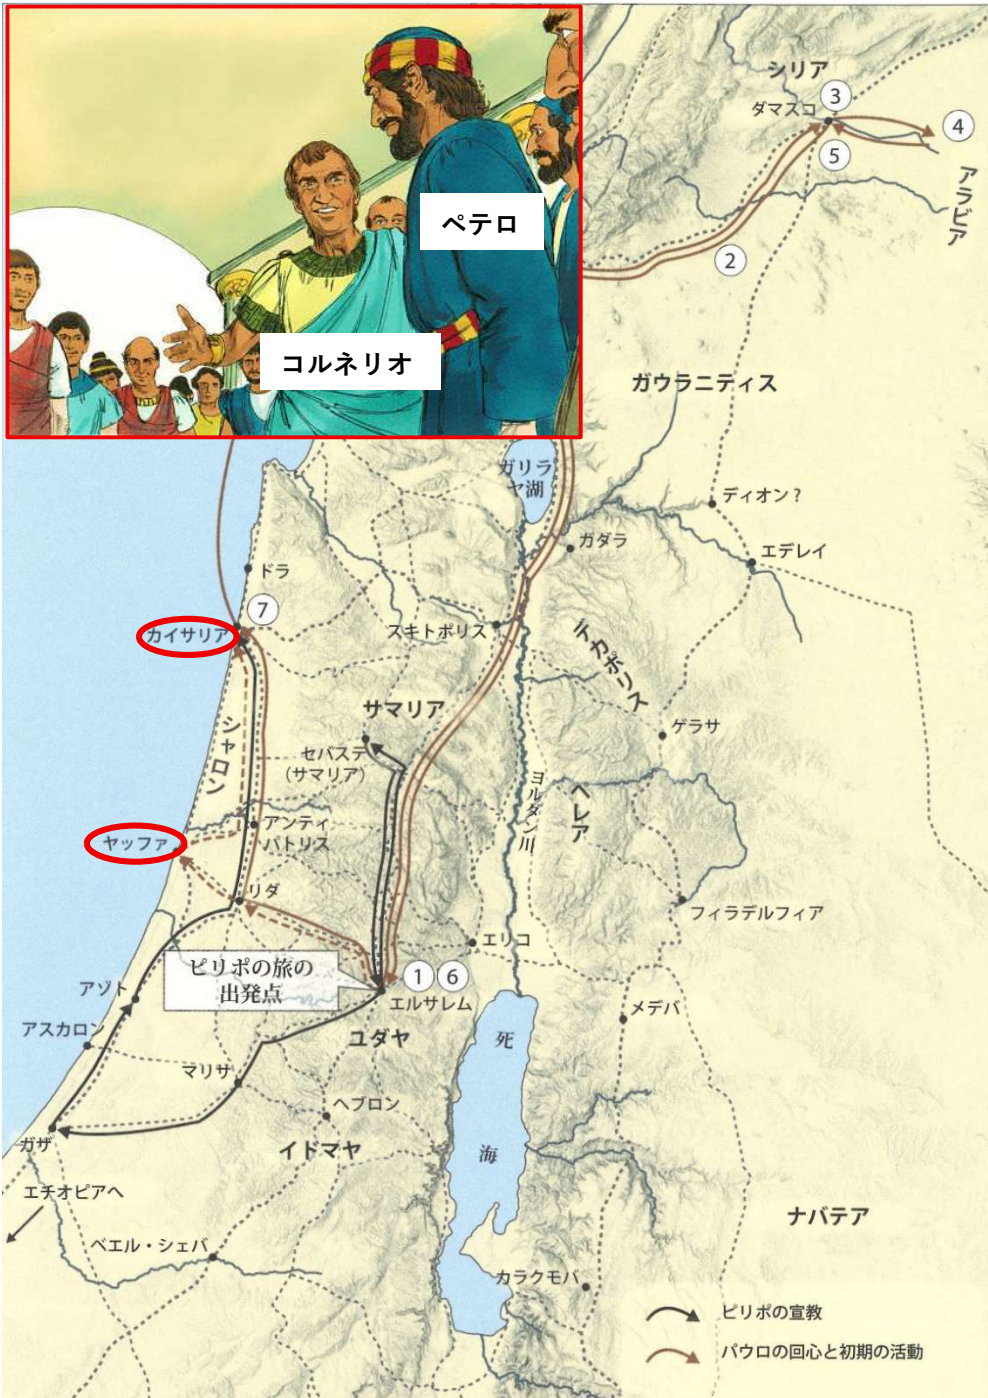 ペテロ
コルネリオ
シリア
ダマスコ
③
④
⑤
アラビア
②
ガウラニティス
ガリラ
ヤ湖
ディオン?
ガダラ
エデレイ
ドラ
⑦
カイサリア
スキトポリス
デカポリス
サマリア
ゲラサ
セバステ
(サマリア)
シャロン
ヨルダン川
ペレア
アンティ
パトリス
ヤッファ
リダ
フィラデルフィア
エリコ
ピリポの旅の
出発点
① ⑥
エルサレム
アゾト
メデバ
アスカロン
ユダヤ
死
海
マリサ
ヘブロン
ガザ
イドマヤ
エチオピアへ
ナバテア
ベエル・シェバ
カラクモバ
ピリポの宣教
パウロの回心と初期の活動